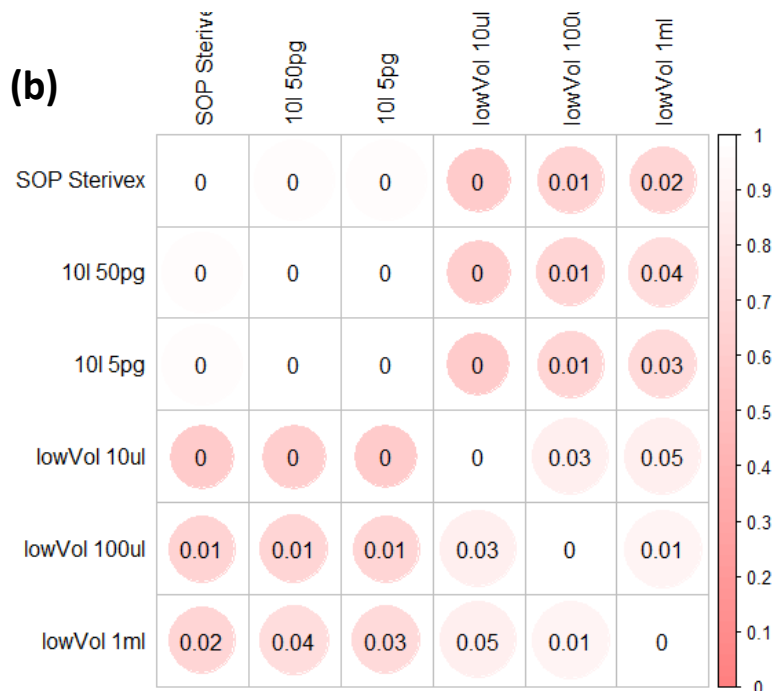 (b)
SOP Sterive
10l 50pg
10l 5pg
lowVol 10ul
lowVol 100u
lowVol 1ml
SOP Sterivex 0 0 0 0 0.01 0.02
10l 50pg 0 0 0 0 0.01 0.04
10l 5pg 0 0 0 0 0.01 0.03
lowVol 10ul 0 0 0 0 0.03 0.05
lowVol 100ul 0.01 0.01 0.01 0.03 0 0.01
lowVol 1ml 0.02 0.04 0.03 0.05 0.01 0
1
0.9
0.8
0.7
0.6
0.5
0.4
0.3
0.2
0.1
0